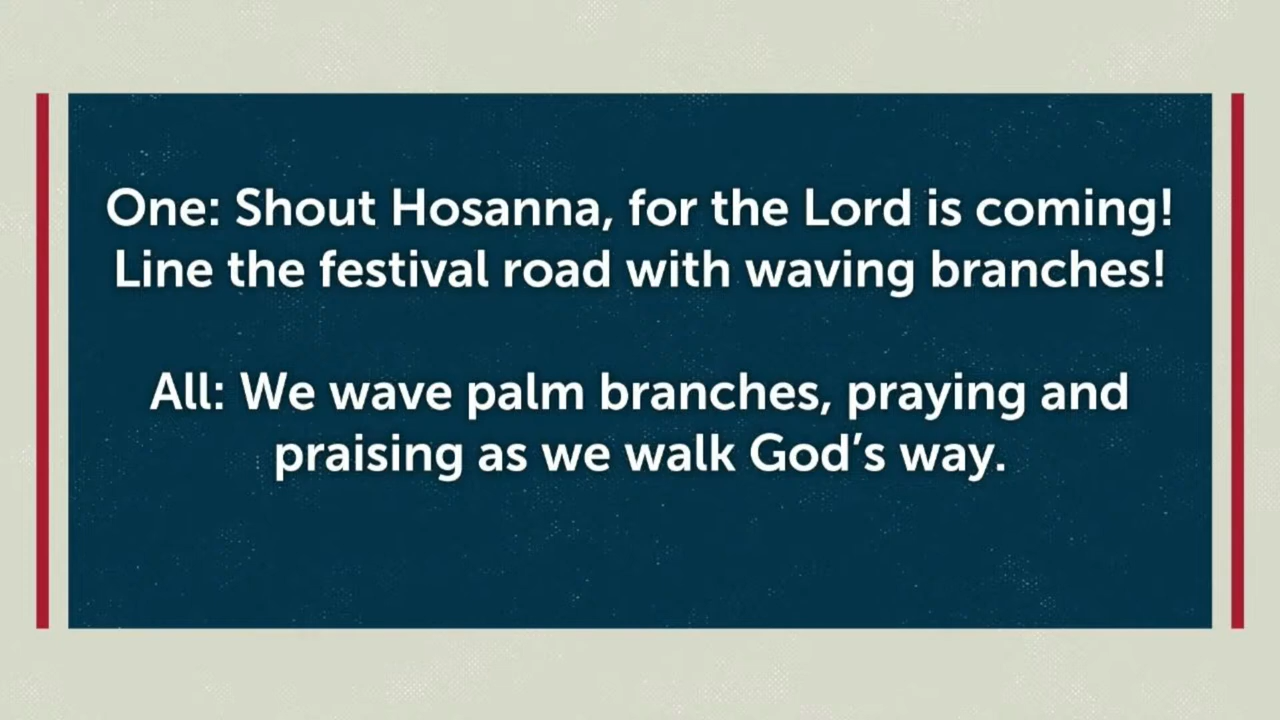 One: Shout Hosanna, for the Lord is coming!
Line the festival road with waving branches!
All: We wave palm branches, praying and
praising as we walk God’s way.